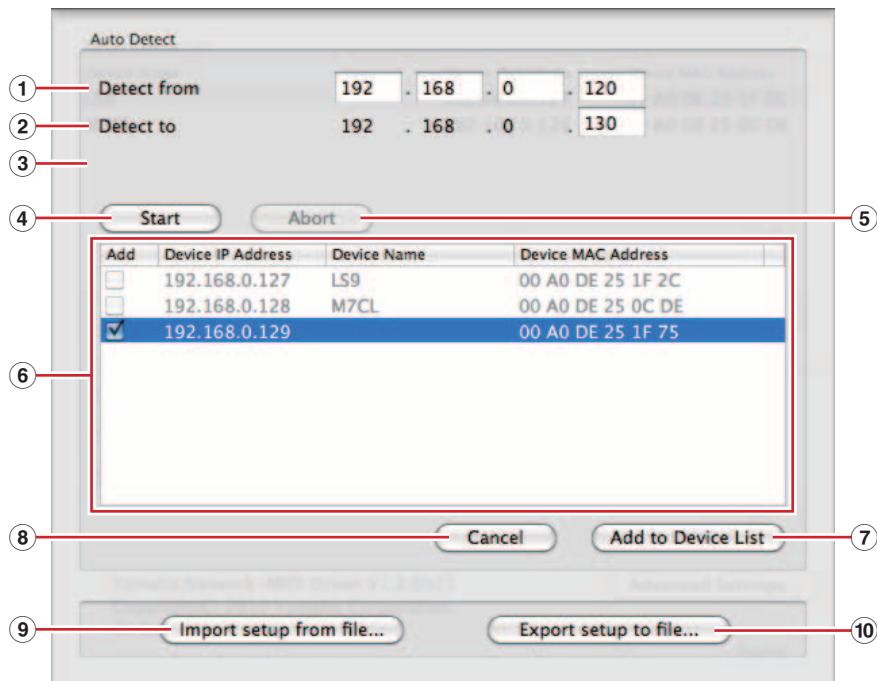 Auto Detect
1 Detect from 192 . 168 . 0 . 120
2 Detect to 192 . 168 . 0 . 130
3
4 Start Abort 5
Add Device IP Address Device Name Device MAC Address
192.168.0.127 LS9 00 A0 DE 25 1F 2C
192.168.0.128 M7CL 00 A0 DE 25 0C DE
192.168.0.129 00 A0 DE 25 1F 75
6
8 Cancel Add to Device List 7
Advanced Settings
9 Import setup from file... Export setup to file... 10